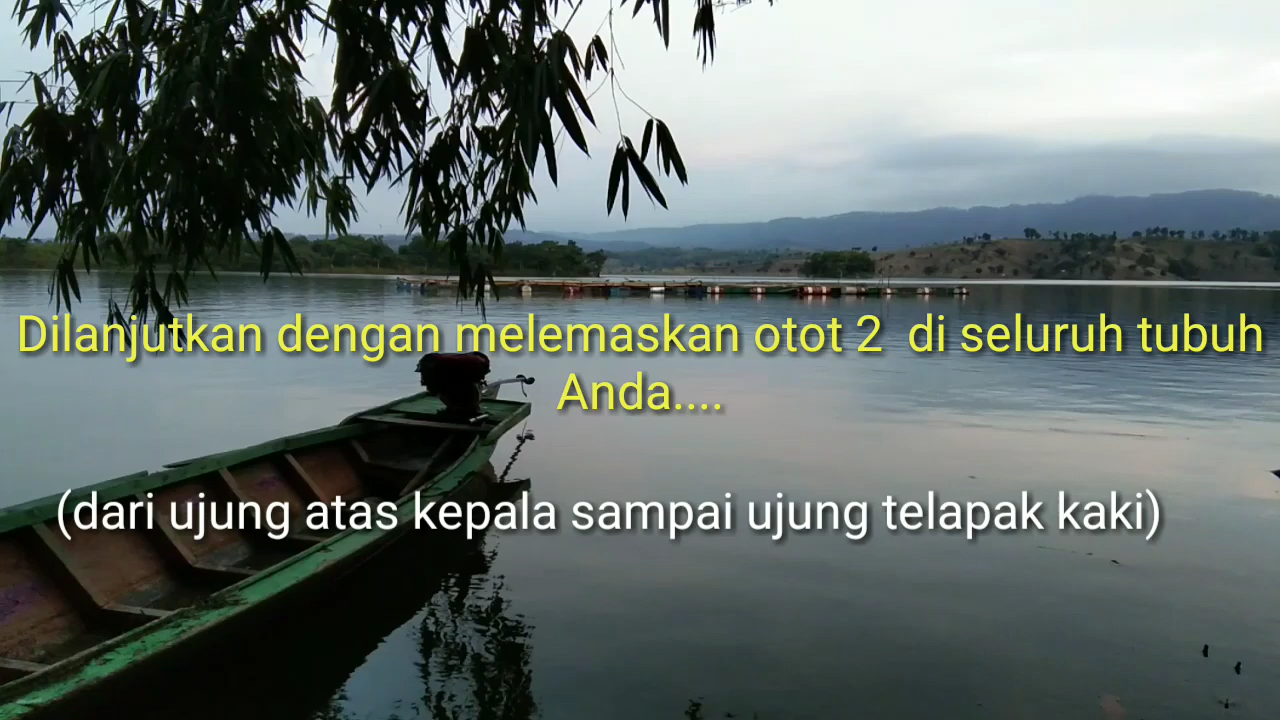 Dilanjutkan dengan melemaskan otot 2  di seluruh tubuh
Anda....
(dari ujung atas kepala sampai ujung telapak kaki)